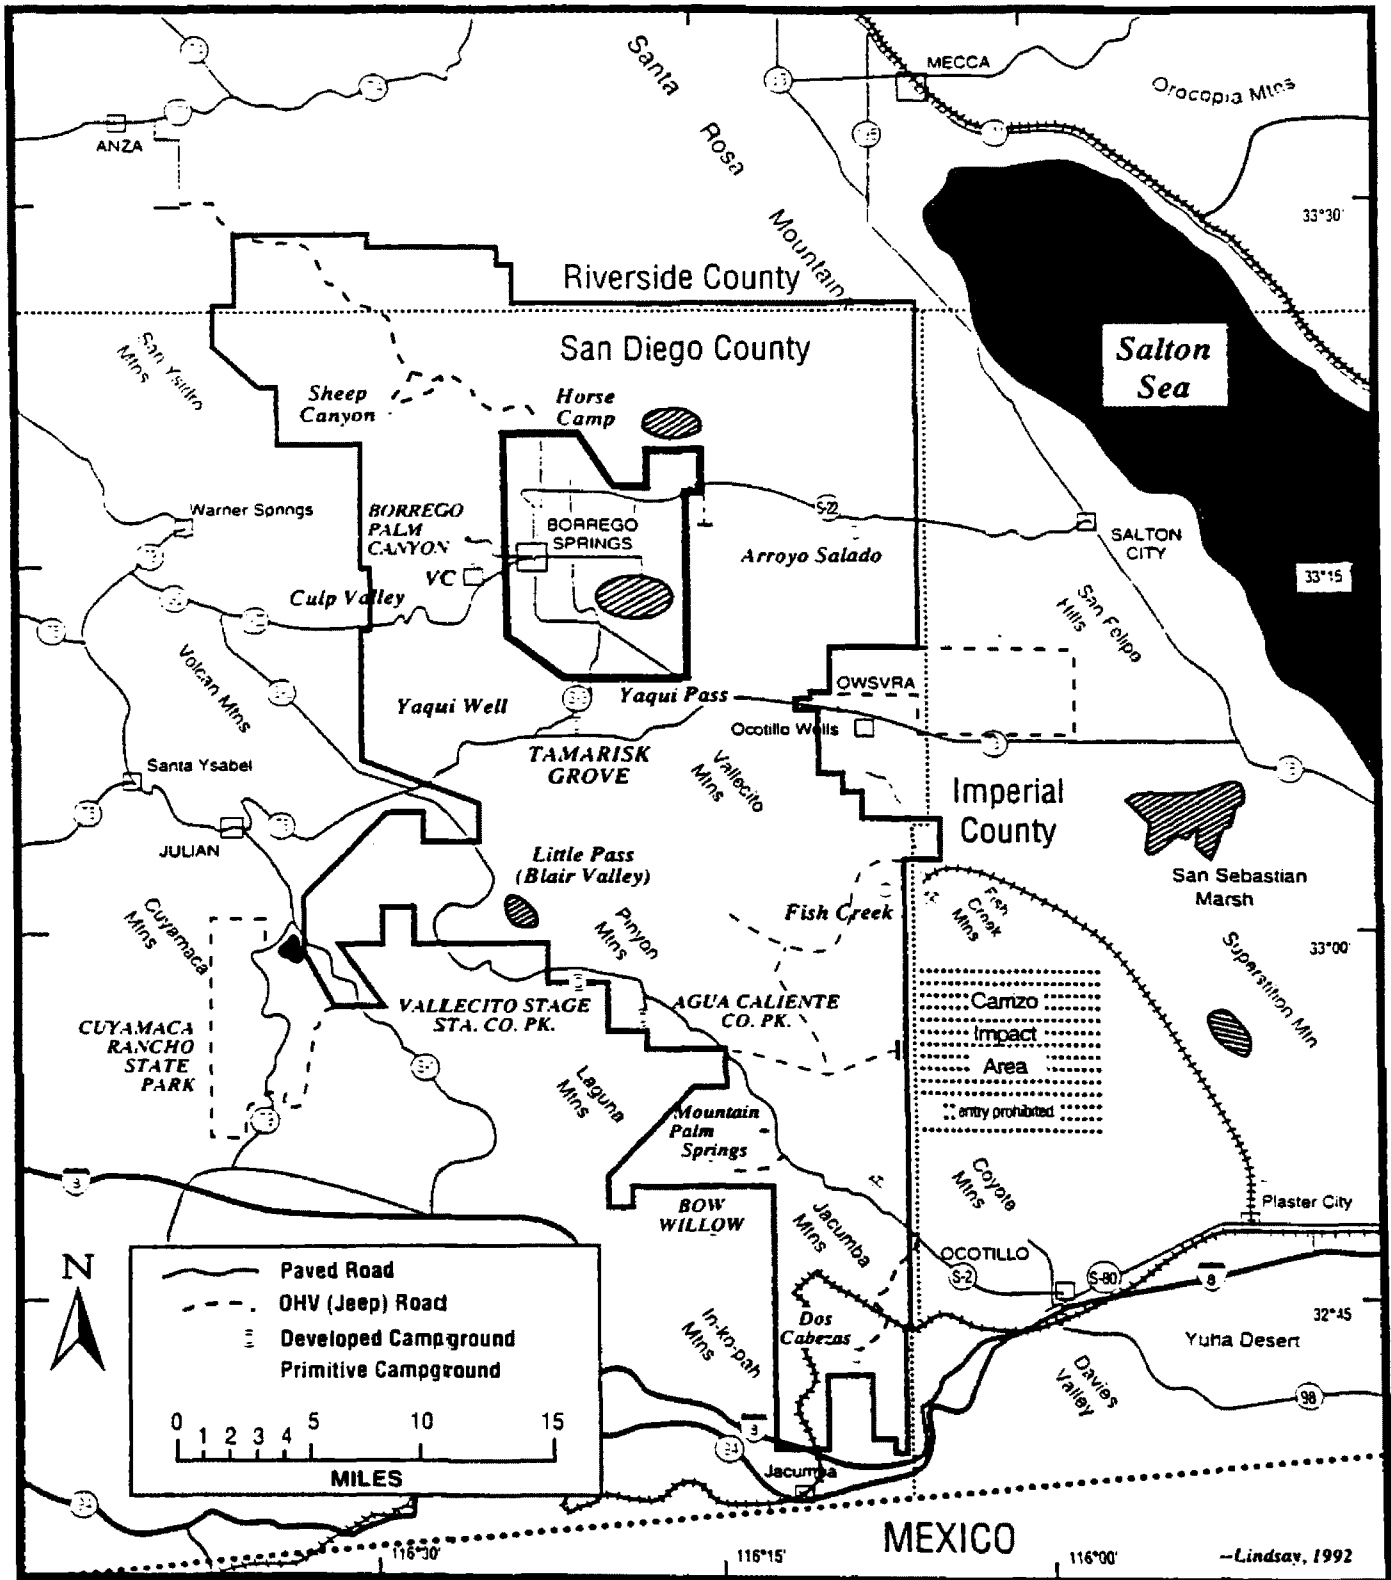 Santa
Rosa
Mountain
MECCA
Orocopia Mtns
ANZA
33°30'
Riverside County
San Diego County
Salton
Sea
San Ysidro
Mtns
Sheep
Canyon
Horse
Camp
Warner Springs
BORREGO
PALM
CANYON
BORREGO
SPRINGS
S-22
SALTON
CITY
Arroyo Salado
VC
33°15
Culp Valley
San Felipe
Hills
Volcan Mtns
OWSVRA
Yaqui Well
Yaqui Pass
Ocotillo Wells
TAMARISK
GROVE
Vallecito
Mtns
Santa Ysabel
Imperial
County
JULIAN
Little Pass
(Blair Valley)
San Sebastian
Marsh
Cuyamaca
Mtns
Pinyon
Mtns
Fish Creek
Fish
Creek
Mtns
Superstition Mtn
33°00'
VALLECITO STAGE
STA. CO. PK.
AGUA CALIENTE
CO. PK.
Carrizo
Impact
Area
entry prohibited
CUYAMACA
RANCHO
STATE
PARK
Laguna
Mtns
Mountain
Palm
Springs
8
BOW
WILLOW
Jacumba
Mtns
Coyote
Mtns
Plaster City
OCOTILLO
S-2
S-80
8
N
Paved Road
OHV (Jeep) Road
Developed Campground
Primitive Campground
0 1 2 3 4 5 10 15
MILES
In-ko-pah
Mtns
Dos
Cabezas
32°45
Yuha Desert
Davies
Valley
98
8
94
Jacumba
94
MEXICO
116°30'
116°15'
116°00'
--Lindsay, 1992